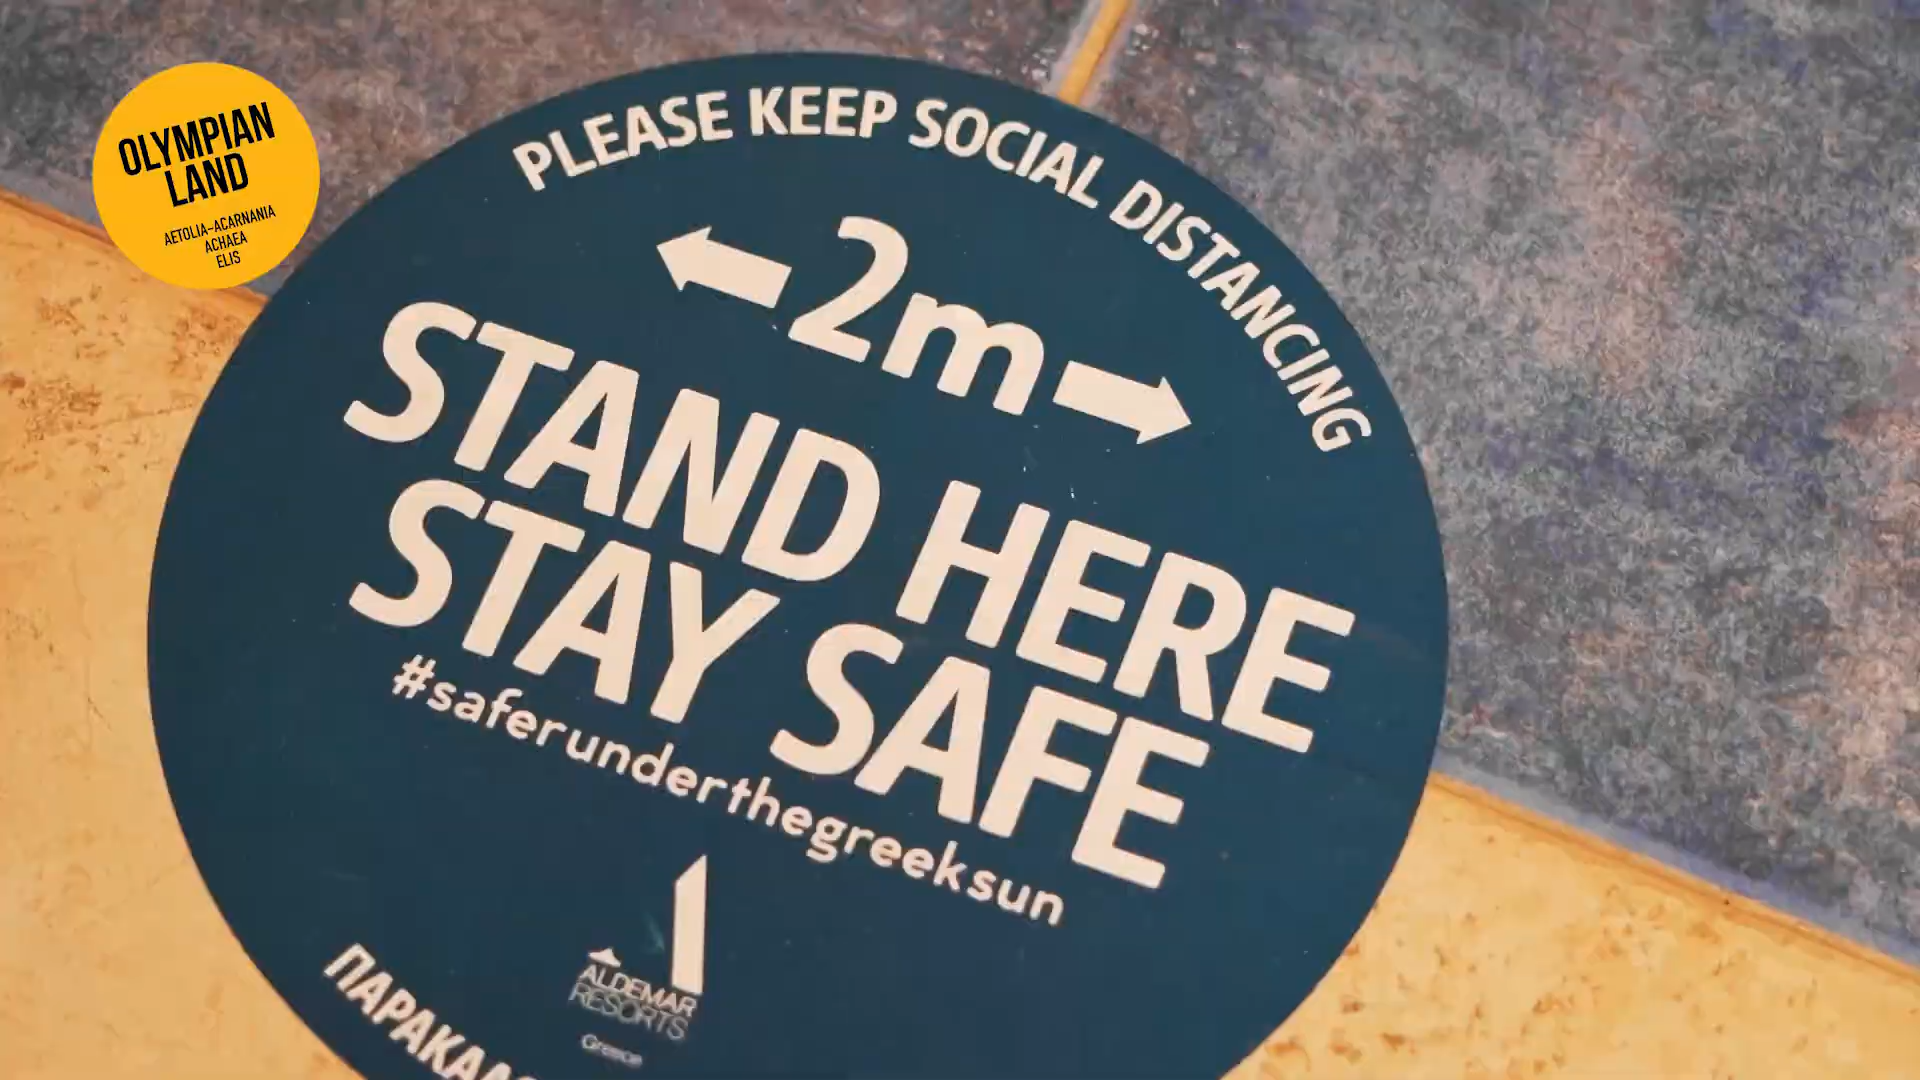 OLYMPIAN
LAND
AETOLIA-ACARNANIA
ACHAEA
ELIS
PLEASE KEEP SOCIAL DISTANCING
2m
STAND HERE
STAY SAFE
#saferunderthegreeksun
ALDEMAR
RESORTS
Greece